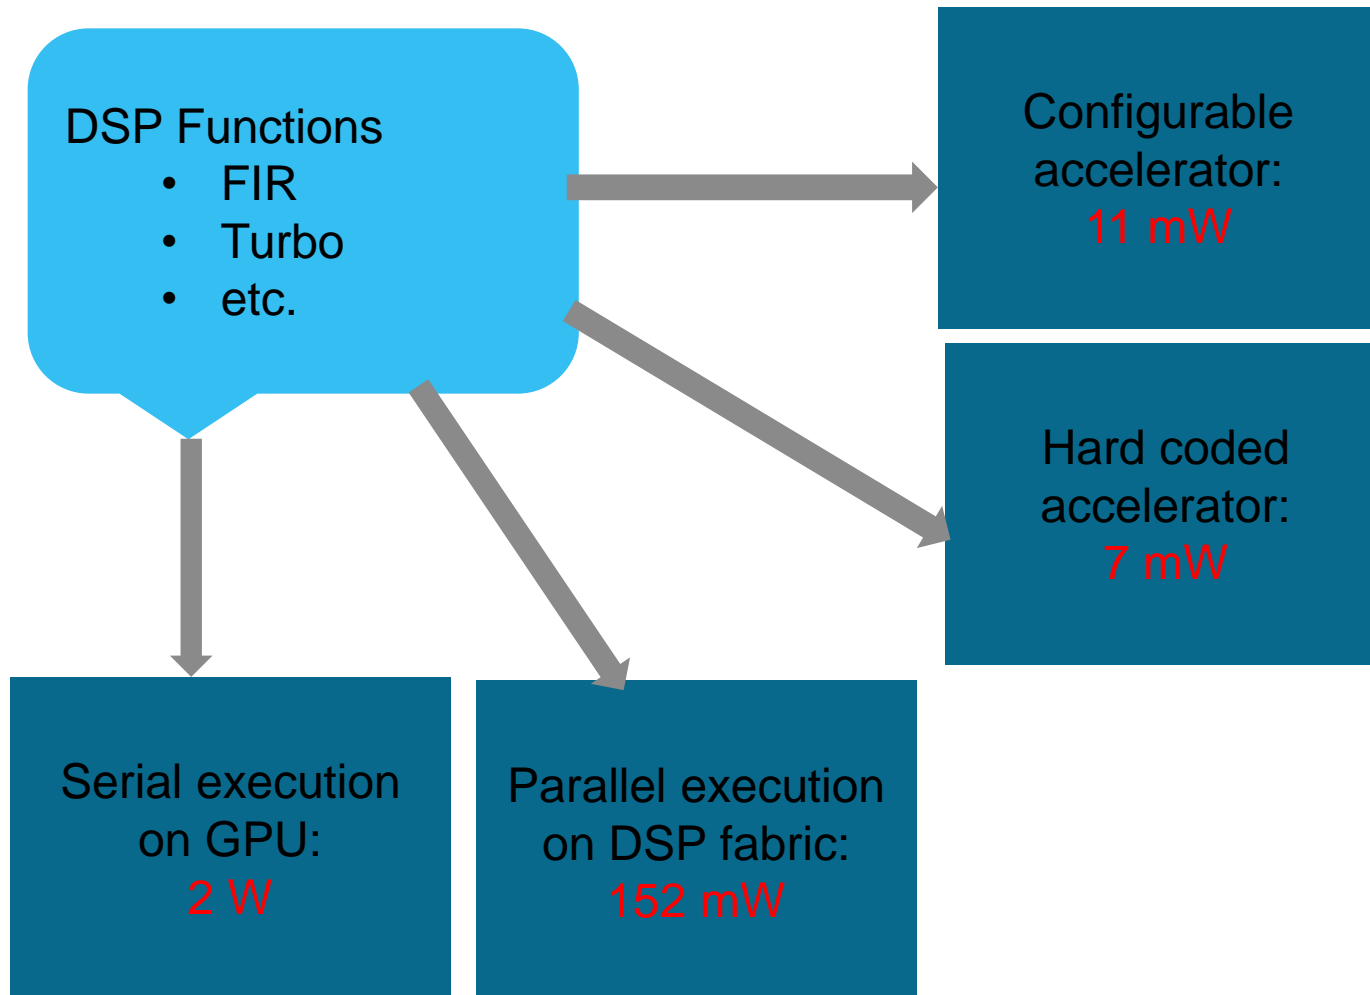 DSP Functions
• FIR
• Turbo
• etc.
Configurable
accelerator:
11 mW
Hard coded
accelerator:
7 mW
Serial execution
on GPU:
2 W
Parallel execution
on DSP fabric:
152 mW